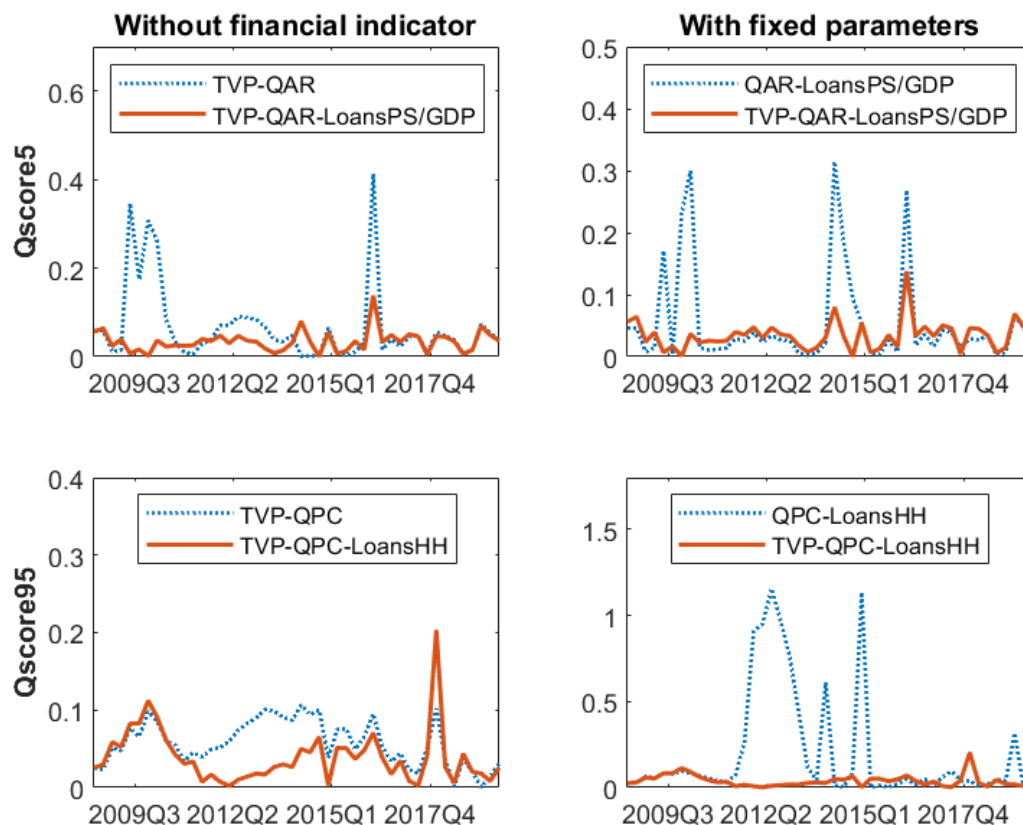 Without financial indicator
With fixed parameters
Qscore5
0.6
0.4
0.2
0
TVP-QAR
TVP-QAR-LoansPS/GDP
2009Q3 2012Q2 2015Q1 2017Q4
0.5
0.4
0.3
0.2
0.1
0
QAR-LoansPS/GDP
TVP-QAR-LoansPS/GDP
2009Q3 2012Q2 2015Q1 2017Q4
Qscore95
0.4
0.3
0.2
0.1
0
TVP-QPC
TVP-QPC-LoansHH
2009Q3 2012Q2 2015Q1 2017Q4
1.5
1
0.5
0
QPC-LoansHH
TVP-QPC-LoansHH
2009Q3 2012Q2 2015Q1 2017Q4